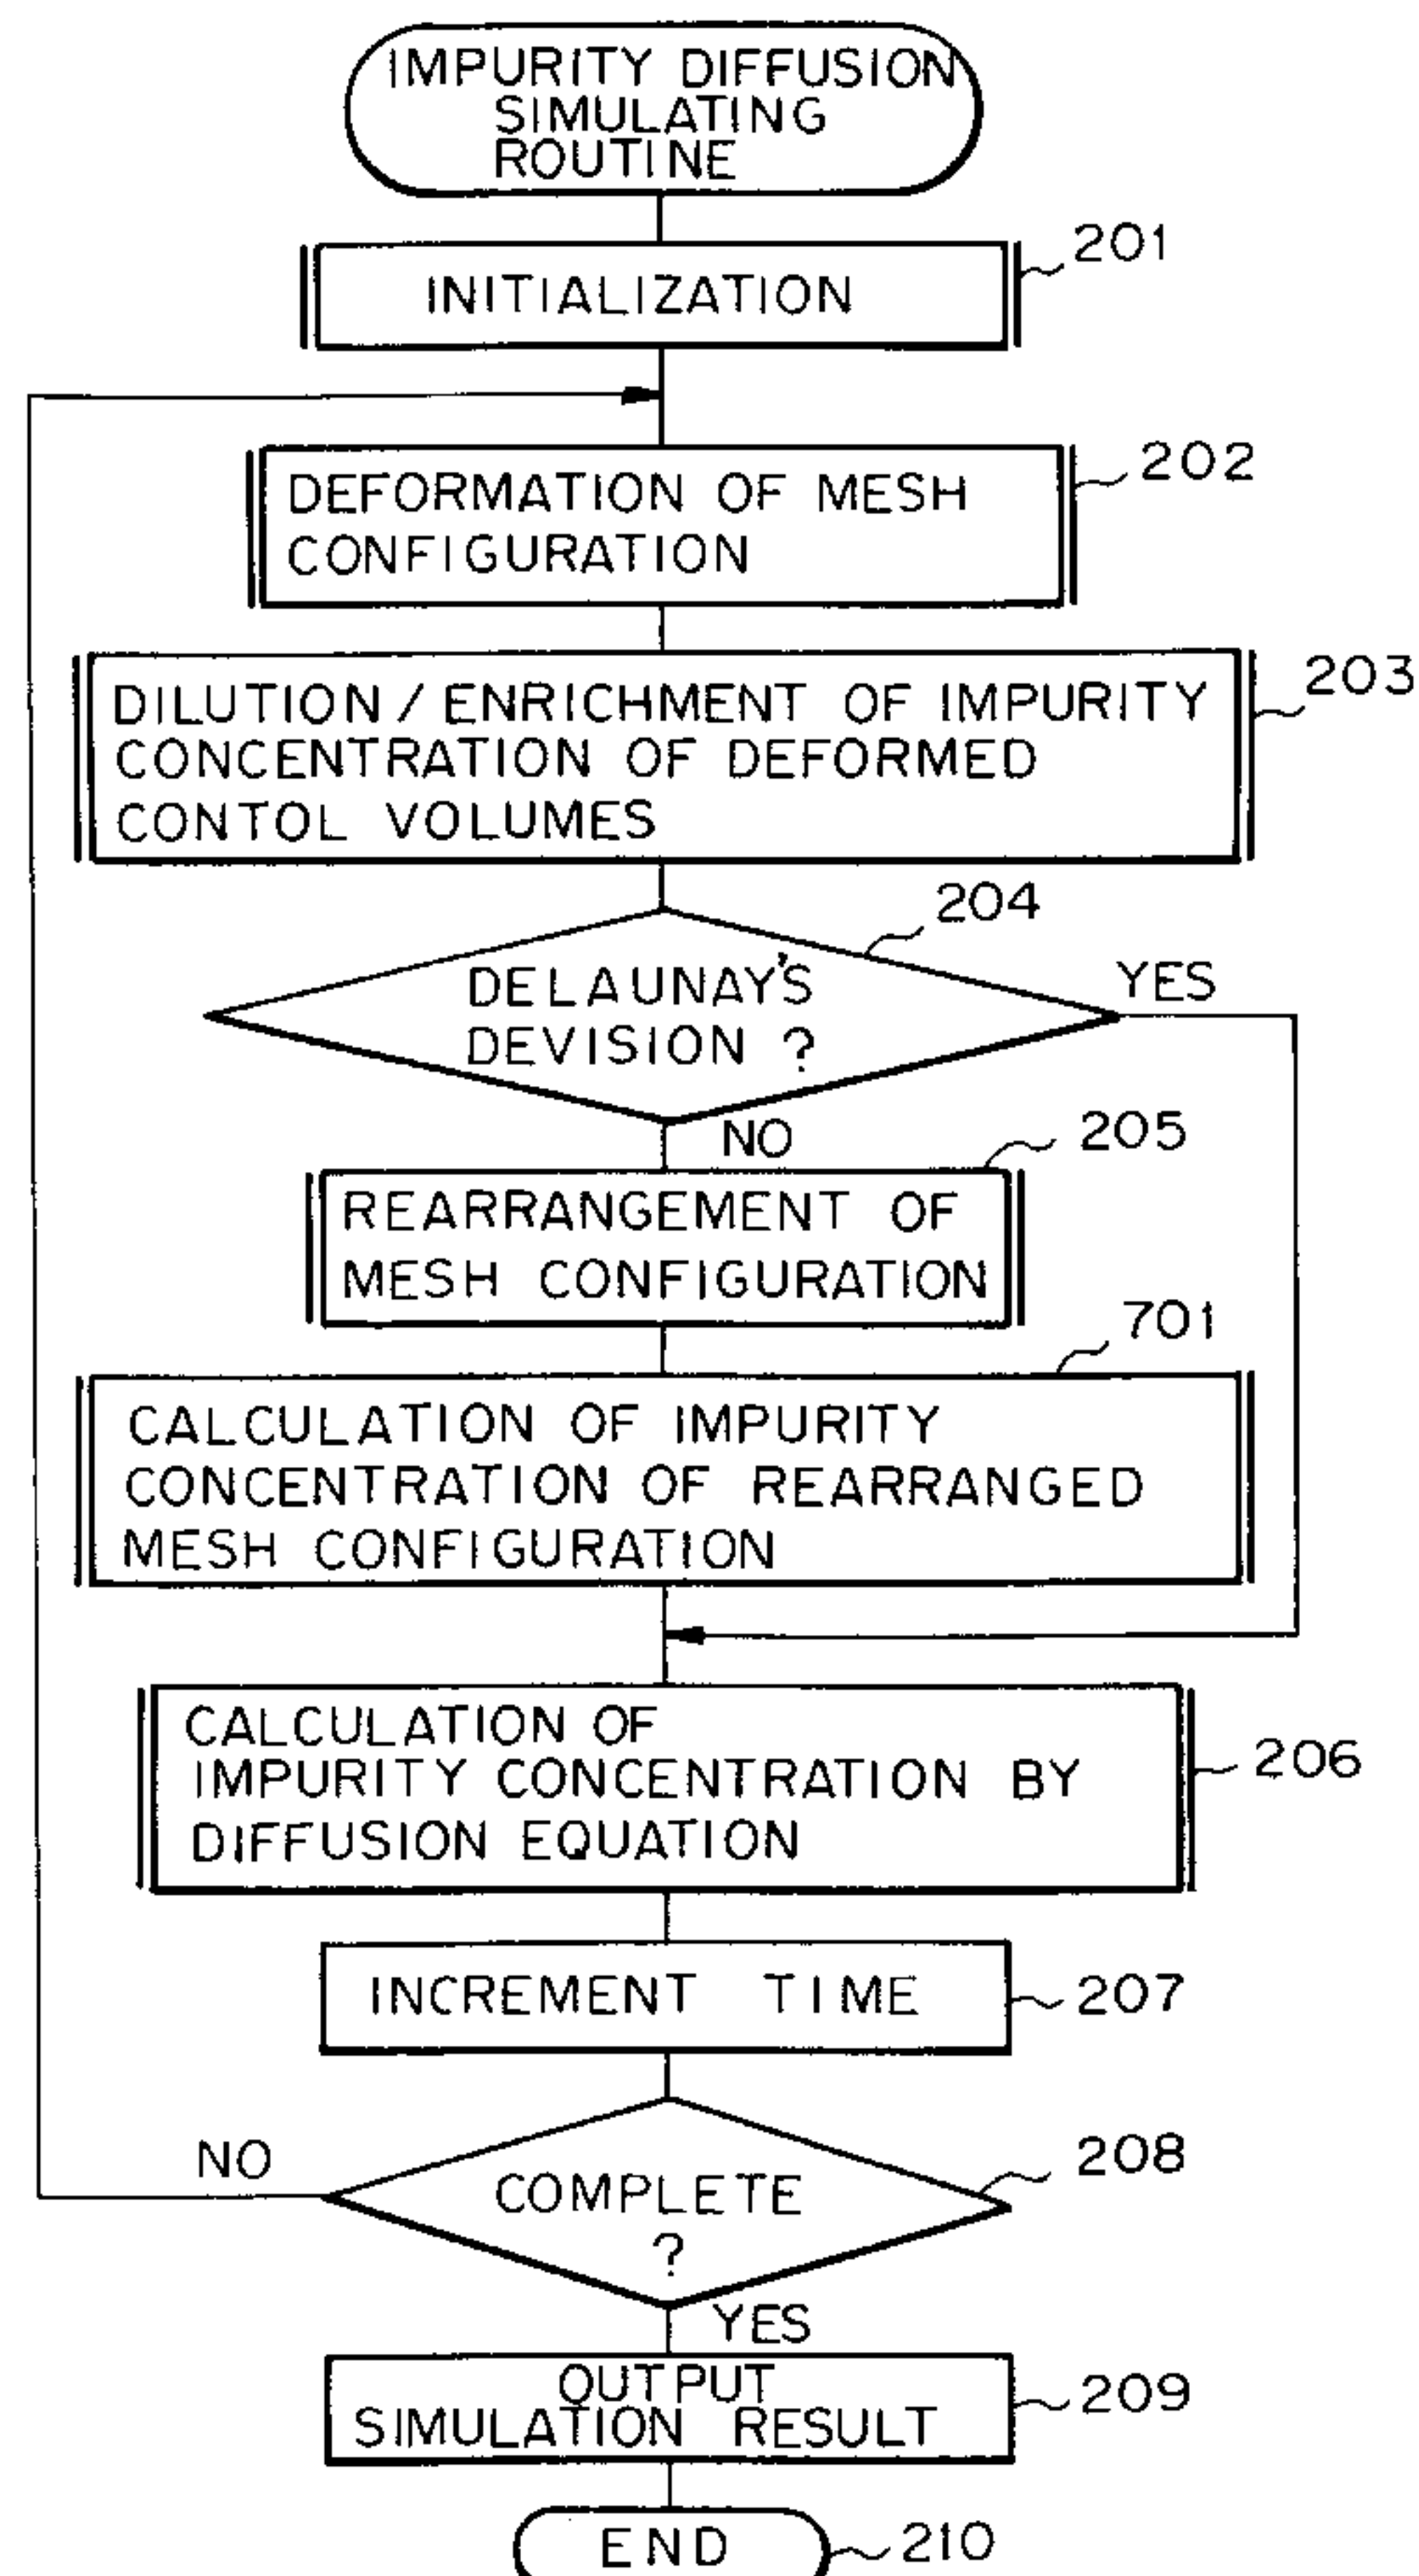 IMPURITY DIFFUSION
SIMULATING
ROUTINE
201
INITIALIZATION
202
DEFORMATION OF MESH
CONFIGURATION
203
DILUTION / ENRICHMENT OF IMPURITY
CONCENTRATION OF DEFORMED
CONTOL VOLUMES
204
DELAUNAY'S
DEVISION ?
YES
NO
205
REARRANGEMENT OF
MESH CONFIGURATION
701
CALCULATION OF IMPURITY
CONCENTRATION OF REARRANGED
MESH CONFIGURATION
CALCULATION OF
IMPURITY CONCENTRATION BY
DIFFUSION EQUATION
206
INCREMENT TIME
207
NO
COMPLETE
?
208
YES
OUTPUT
SIMULATION RESULT
209
END
210